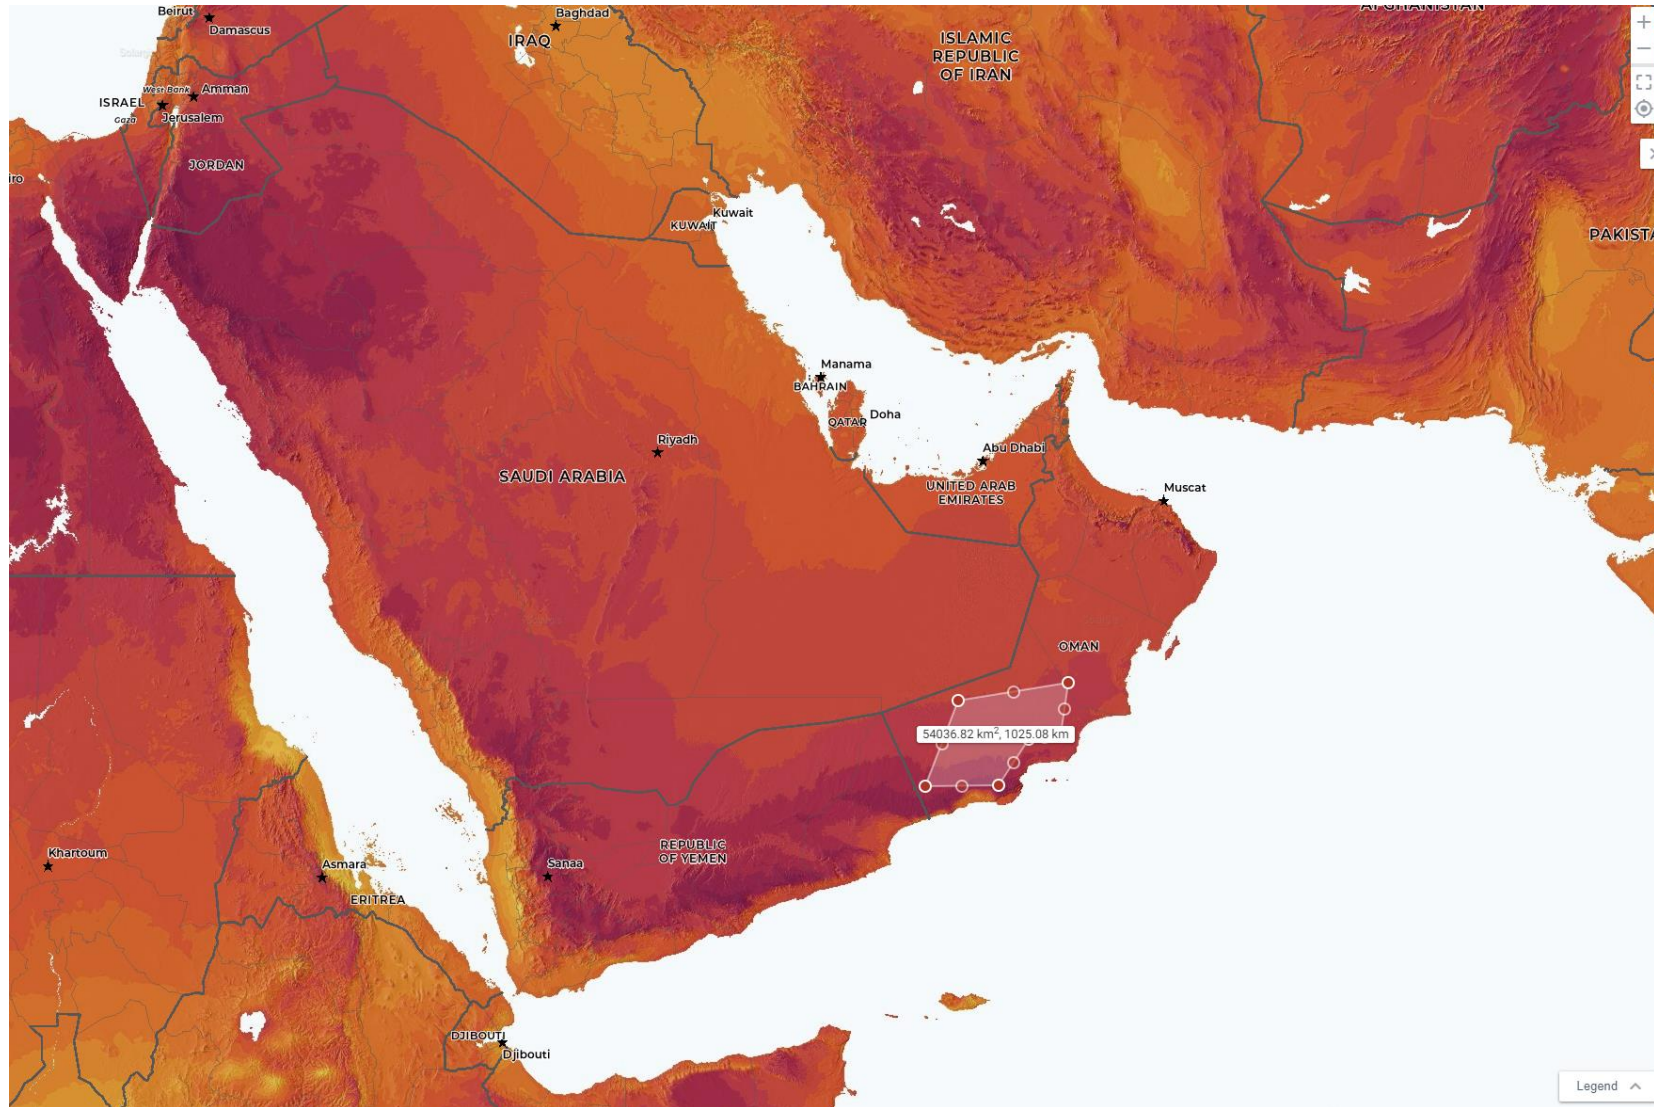 Beirut
Damascus
Baghdad
IRAQ
ISLAMIC
REPUBLIC
OF IRAN
AFGHANISTAN
West Bank
Amman
ISRAEL
Gaza
Jerusalem
JORDAN
iro
Kuwait
KUWAIT
PAKISTA
Manama
BAHRAIN
QATAR
Doha
Riyadh
SAUDI ARABIA
Abu Dhabi
UNITED ARAB
EMIRATES
Muscat
OMAN
54036.82 km², 1025.08 km
REPUBLIC
OF YEMEN
Sanaa
Khartoum
Asmara
ERITREA
DJIBOUTI
Djibouti
Legend